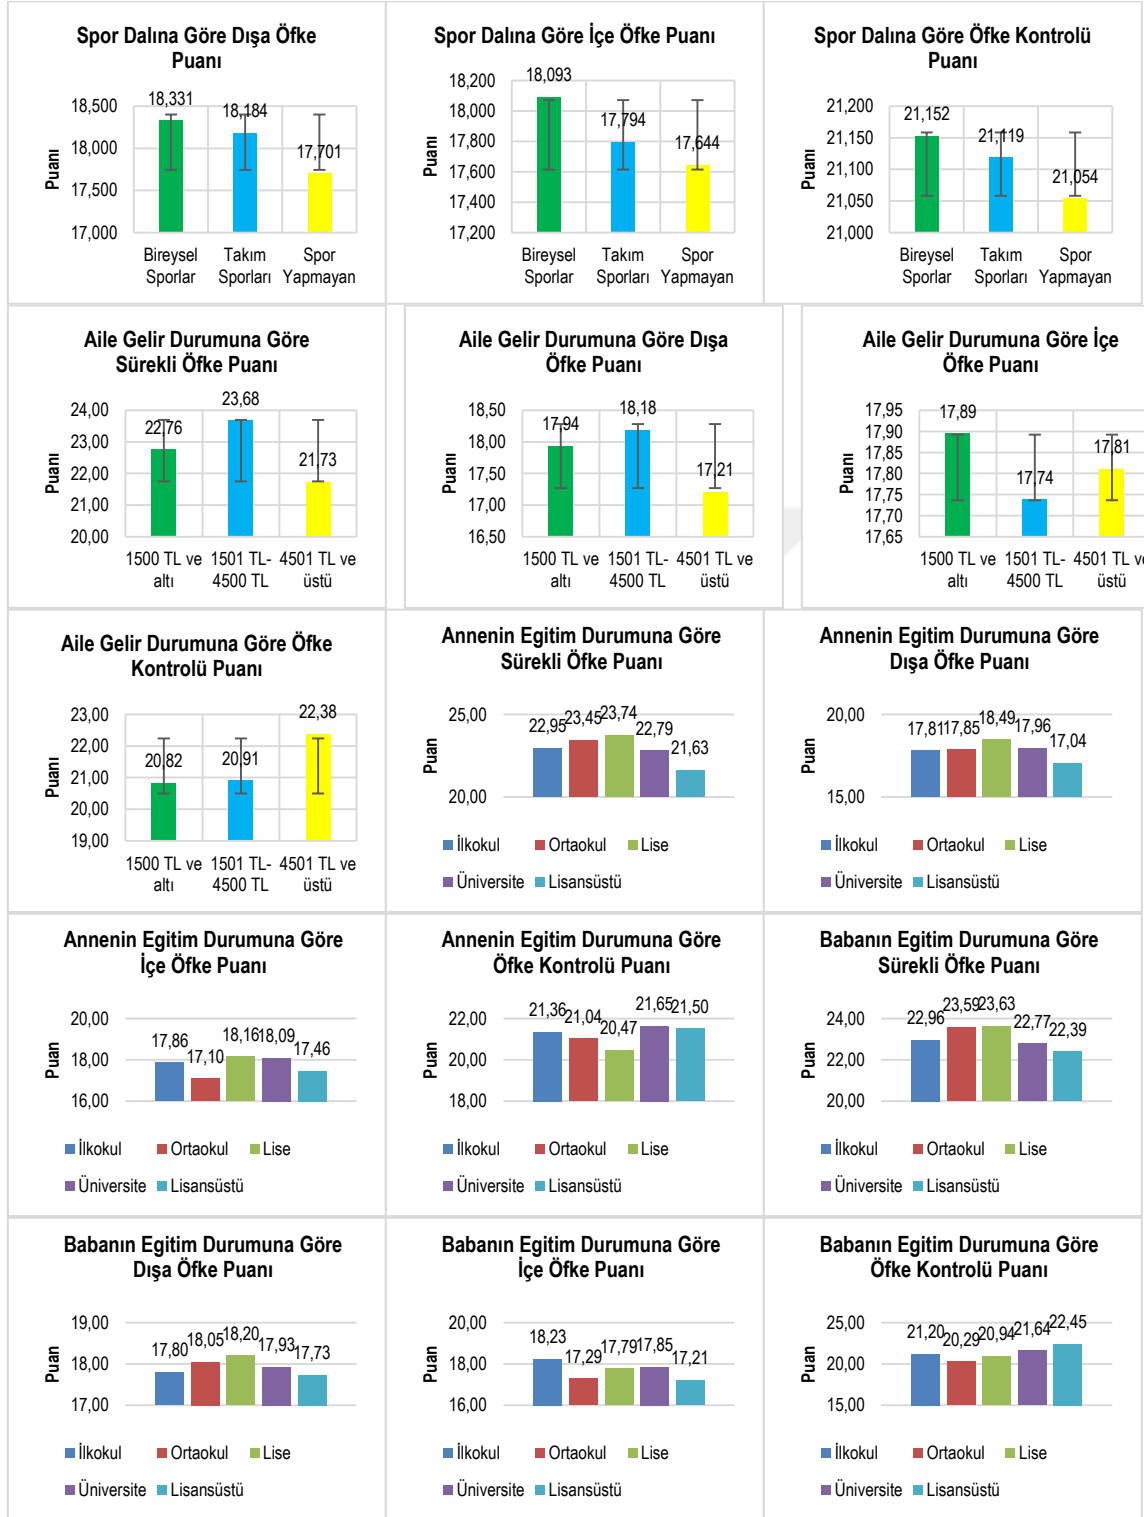 Spor Dalına Göre Dışa Öfke
Puanı
18,500
18,000
17,500
17,000
Puanı
18,331
18,184
17,701
Bireysel
Sporlar
Takım
Sporları
Spor
Yapmayan
Spor Dalına Göre İçe Öfke Puanı
18,200
18,000
17,800
17,600
17,400
17,200
Puanı
18,093
17,794
17,644
Bireysel
Sporlar
Takım
Sporları
Spor
Yapmayan
Spor Dalına Göre Öfke Kontrolü
Puanı
21,200
21,150
21,100
21,050
21,000
Puanı
21,152
21,119
21,054
Bireysel
Sporlar
Takım
Sporları
Spor
Yapmayan
Aile Gelir Durumuna Göre
Sürekli Öfke Puanı
24,00
23,00
22,00
21,00
20,00
Puanı
22,76
23,68
21,73
1500 TL ve
altı
1501 TL-
4500 TL
4501 TL ve
üstü
Aile Gelir Durumuna Göre Dışa
Öfke Puanı
18,50
18,00
17,50
17,00
16,50
Puanı
17,94
18,18
17,21
1500 TL ve
altı
1501 TL-
4500 TL
4501 TL ve
üstü
Aile Gelir Durumuna Göre İçe
Öfke Puanı
17,95
17,90
17,85
17,80
17,75
17,70
17,65
Puanı
17,89
17,74
17,81
1500 TL ve
altı
1501 TL-
4500 TL
4501 TL ve
üstü
Aile Gelir Durumuna Göre Öfke
Kontrolü Puanı
23,00
22,00
21,00
20,00
19,00
Puanı
20,82
20,91
22,38
1500 TL ve
altı
1501 TL-
4500 TL
4501 TL ve
üstü
Annenin Egitim Durumuna Göre
Sürekli Öfke Puanı
25,00
20,00
Puan
22,95 23,45 23,74 22,79 21,63
İlkokul Ortaokul Lise
Üniversite Lisansüstü
Annenin Egitim Durumuna Göre
Dışa Öfke Puanı
20,00
15,00
Puan
17,81 17,85 18,49 17,96 17,04
İlkokul Ortaokul Lise
Üniversite Lisansüstü
Annenin Egitim Durumuna Göre
İçe Öfke Puanı
20,00
18,00
16,00
Puan
17,86 17,10 18,16 18,09 17,46
İlkokul Ortaokul Lise
Üniversite Lisansüstü
Annenin Egitim Durumuna Göre
Öfke Kontrolü Puanı
22,00
20,00
18,00
Puan
21,36 21,04 20,47 21,65 21,50
İlkokul Ortaokul Lise
Üniversite Lisansüstü
Babanın Egitim Durumuna Göre
Sürekli Öfke Puanı
24,00
22,00
20,00
Puan
22,96 23,59 23,63 22,77 22,39
İlkokul Ortaokul Lise
Üniversite Lisansüstü
Babanın Egitim Durumuna Göre
Dışa Öfke Puanı
19,00
18,00
17,00
Puan
17,80 18,05 18,20 17,93 17,73
İlkokul Ortaokul Lise
Üniversite Lisansüstü
Babanın Egitim Durumuna Göre
İçe Öfke Puanı
20,00
18,00
16,00
Puan
18,23 17,29 17,79 17,85 17,21
İlkokul Ortaokul Lise
Üniversite Lisansüstü
Babanın Egitim Durumuna Göre
Öfke Kontrolü Puanı
25,00
20,00
15,00
Puan
21,20 20,29 20,94 21,64 22,45
İlkokul Ortaokul Lise
Üniversite Lisansüstü